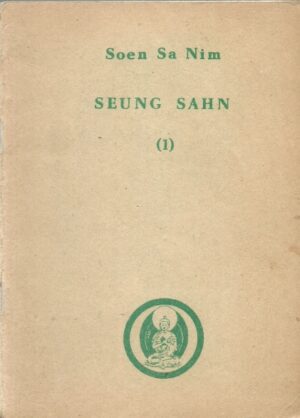 Soen Sa Nim
SEUNG SAHN
(1)